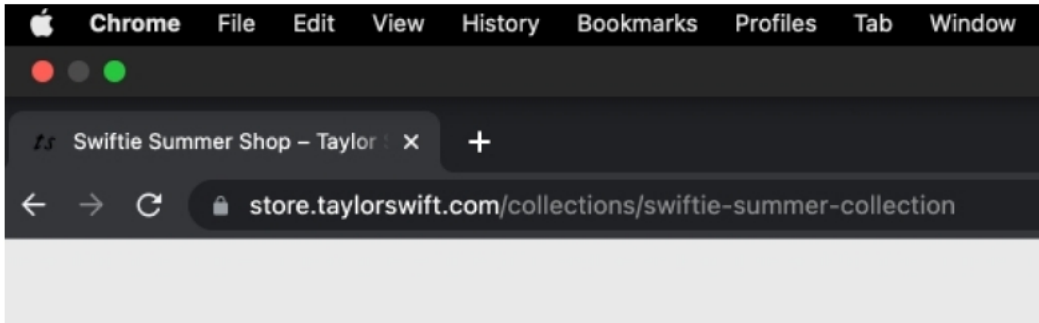 Chrome File Edit View History Bookmarks Profiles Tab Window
ts Swiftie Summer Shop – Taylor
store.taylorswift.com/collections/swiftie-summer-collection